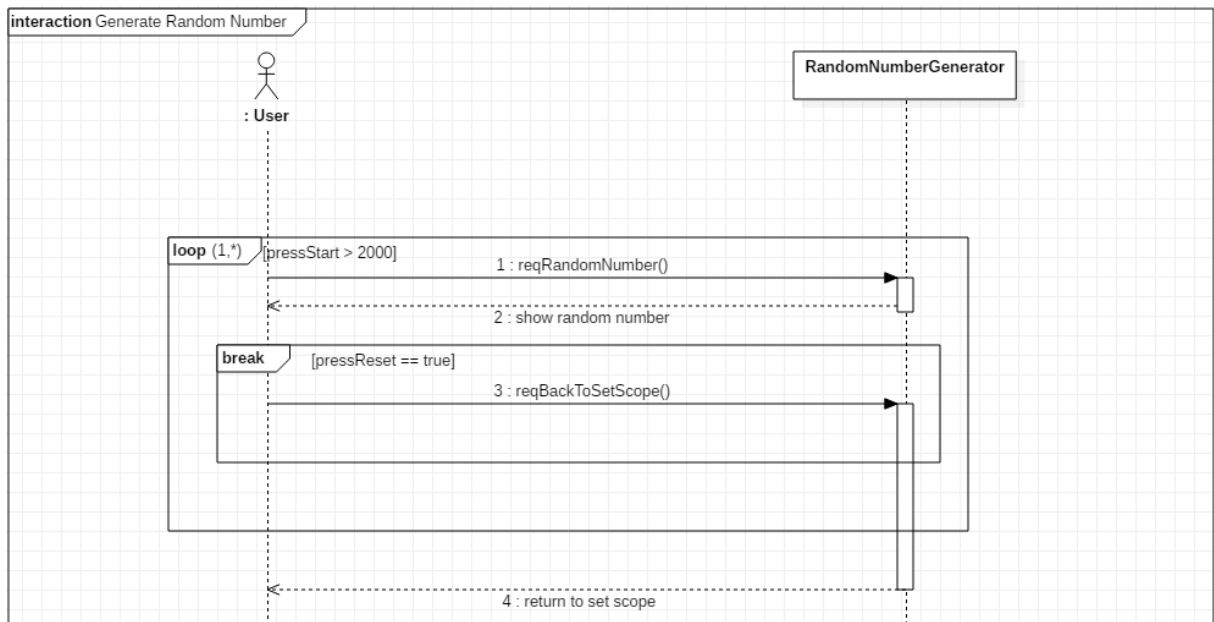 interaction Generate Random Number
RandomNumberGenerator
: User
loop (1,*) [pressStart > 2000]
1 : reqRandomNumber()
2 : show random number
break [pressReset == true]
3 : reqBackToSetScope()
4 : return to set scope